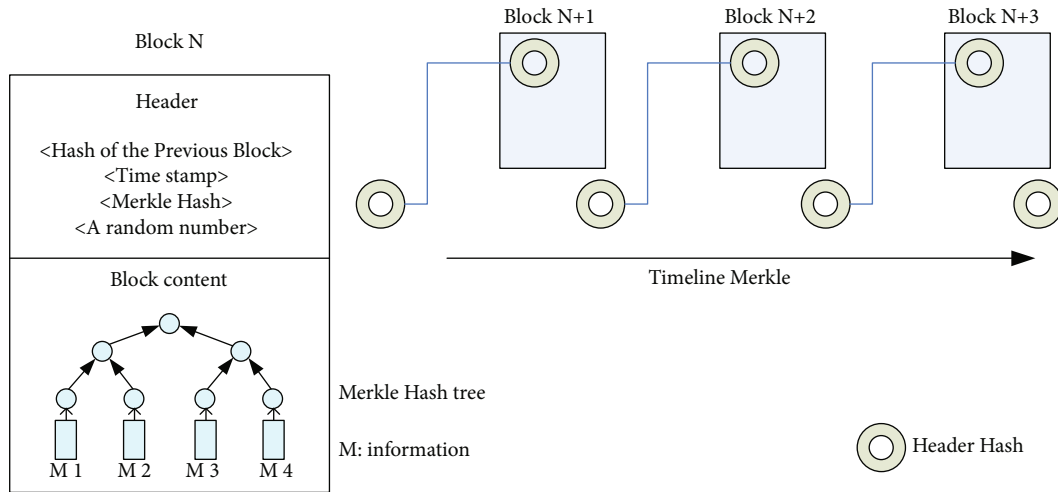 Block N
Header
<Hash of the Previous Block>
<Time stamp>
<Merkle Hash>
<A random number>
Block content
M 1 M 2 M 3 M 4
Block N+1
Block N+2
Block N+3
Timeline Merkle
Merkle Hash tree
M: information
Header Hash